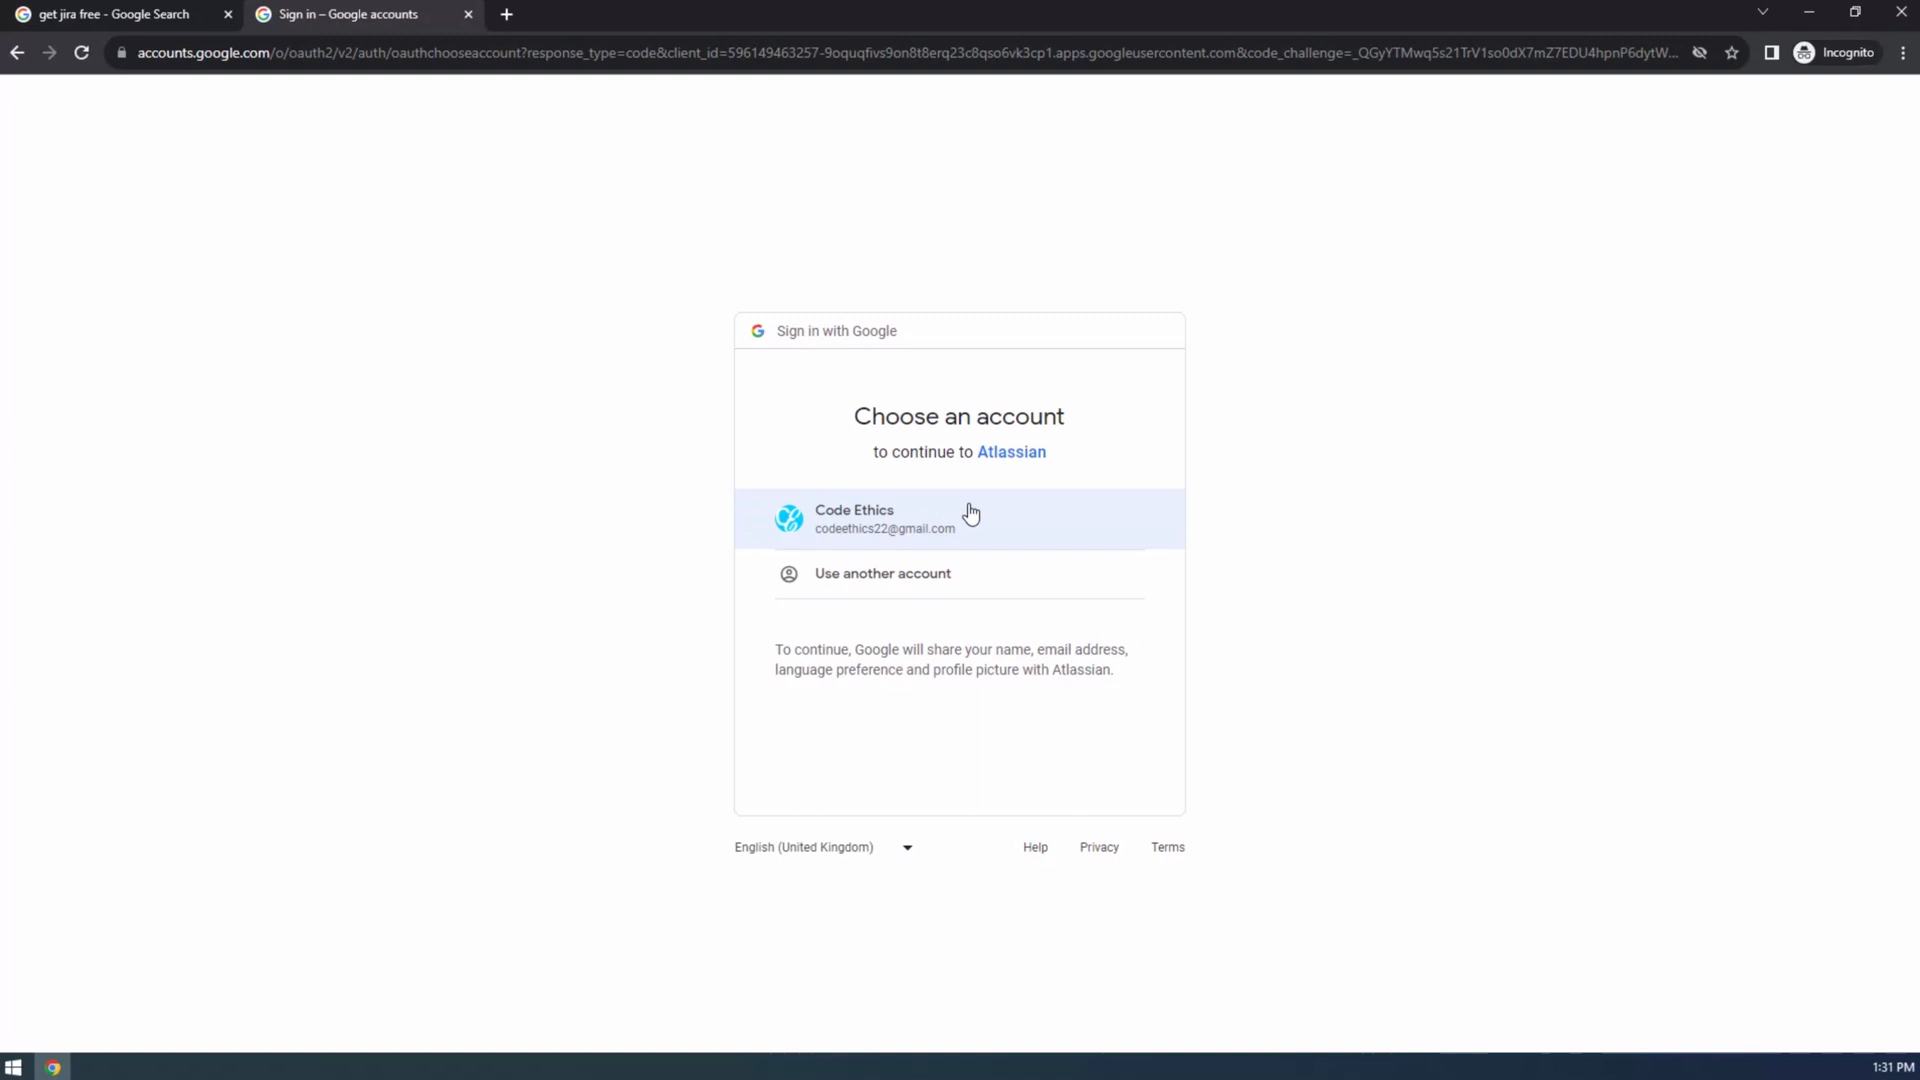 get jira free - Google Search
Sign in – Google accounts
accounts.google.com/o/oauth2/v2/auth/oauthchooseaccount?response_type=code&client_id=596149463257-9oquqfivs9on8t8erq23c8qso6vk3cp1.apps.googleusercontent.com&code_challenge=_QGyYTMwq5s21TrV1so0dX7mZ7EDU4hpnP6dytW...
Incognito
Sign in with Google
Choose an account
to continue to Atlassian
Code Ethics
codeethics22@gmail.com
Use another account
To continue, Google will share your name, email address,
language preference and profile picture with Atlassian.
English (United Kingdom)
Help
Privacy
Terms
1:31 PM